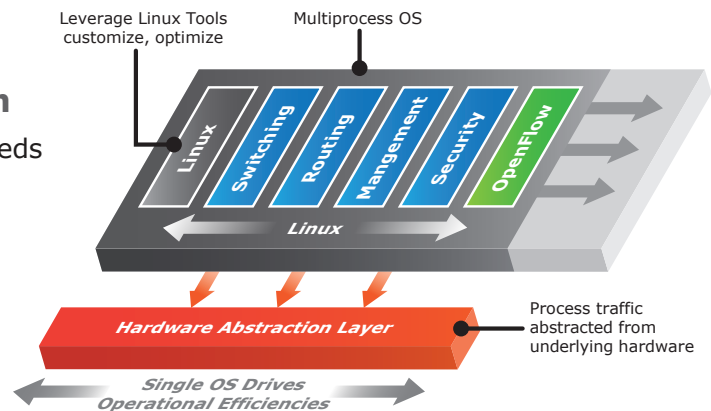 Leverage Linux Tools
customize, optimize
Multiprocess OS
n
eds
Linux
Switching
Routing
Mangement
Security
OpenFlow
Linux
Hardware Abstraction Layer
Process traffic
abstracted from
underlying hardware
Single OS Drives
Operational Efficiencies